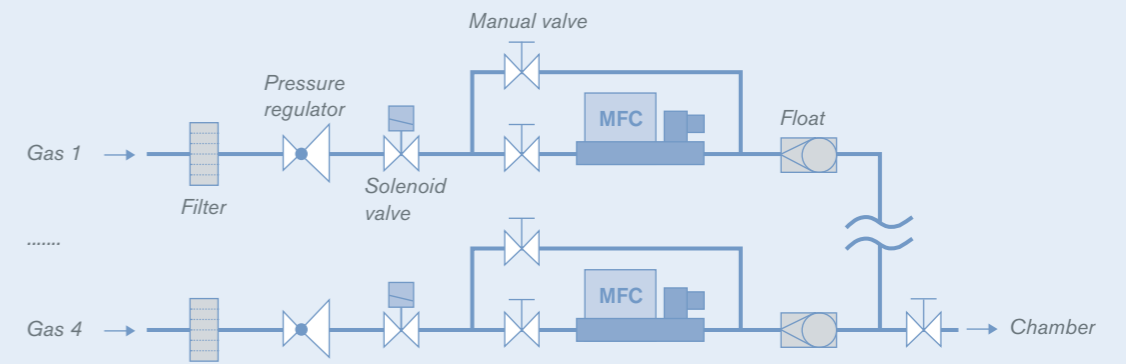 Manual valve
Pressure
regulator
MFC
Float
Gas 1
Solenoid
valve
Filter
.......
MFC
Gas 4
Chamber